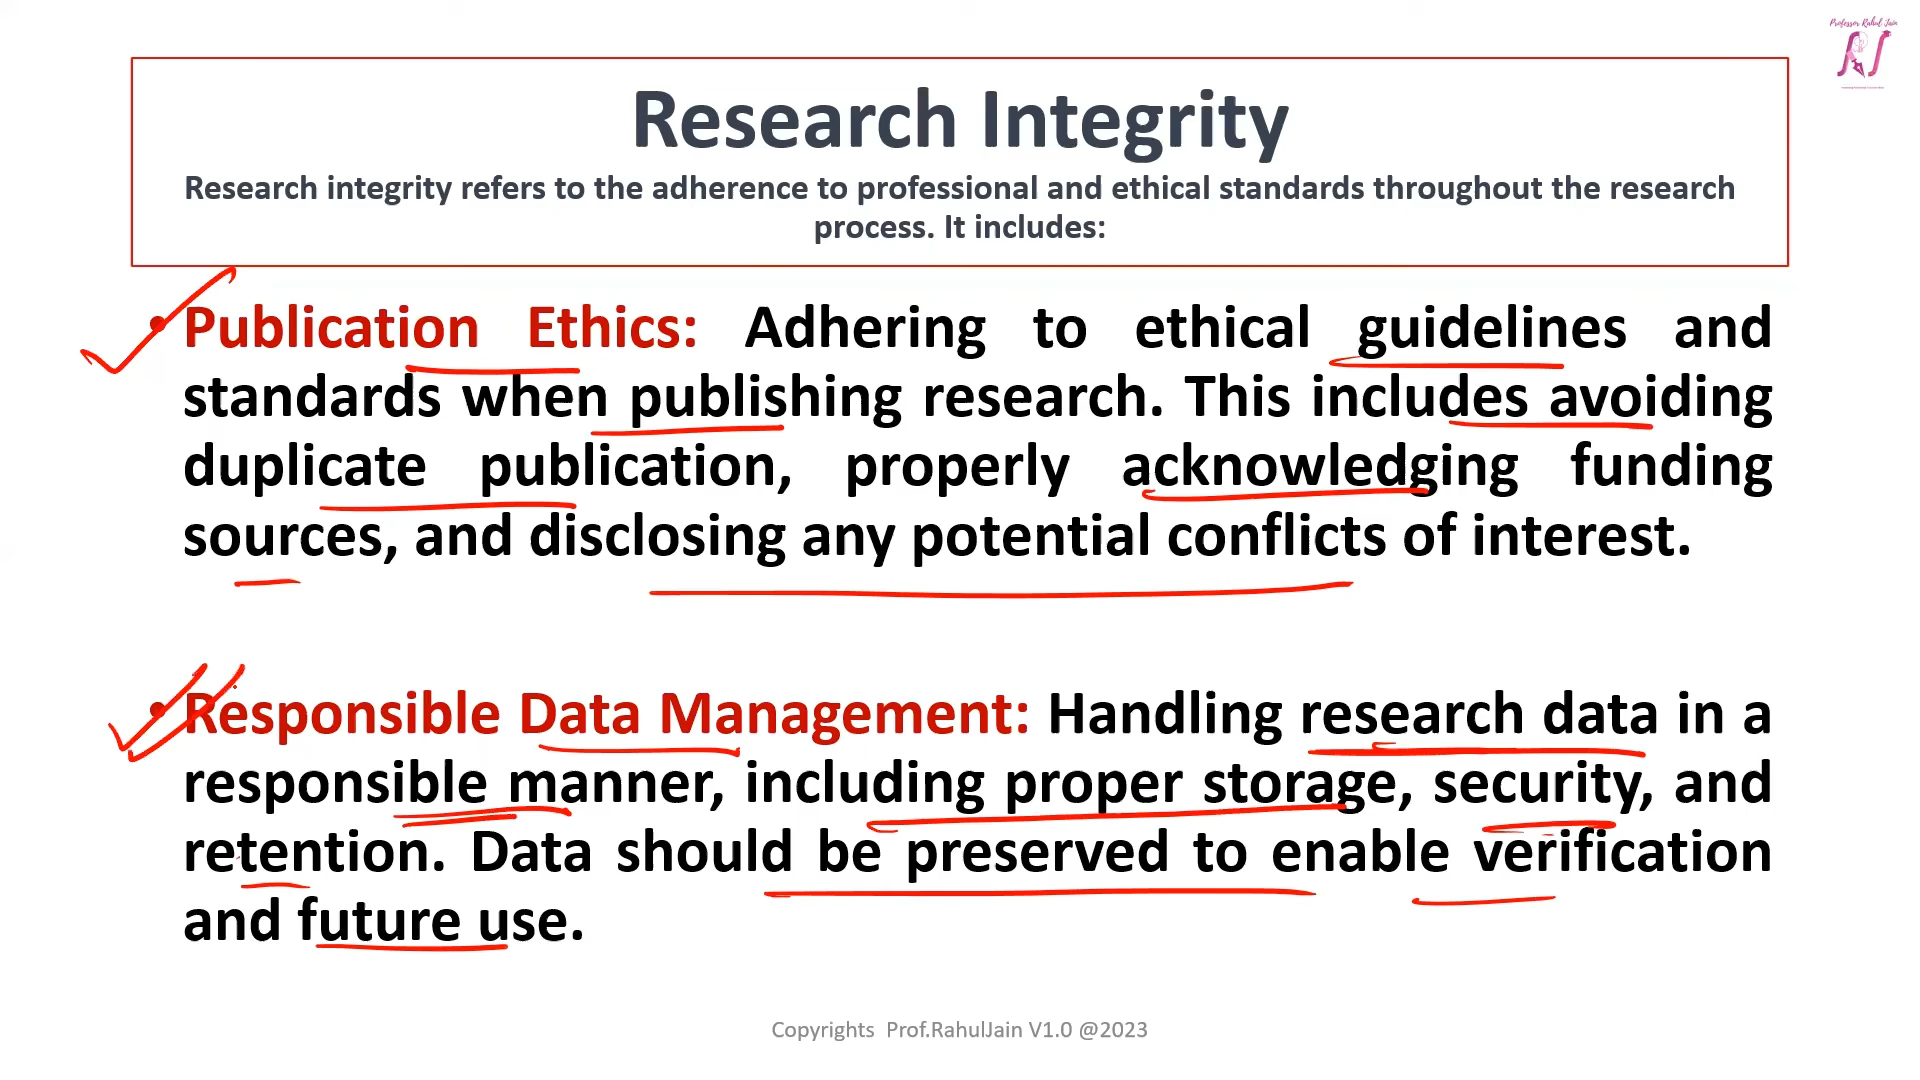 Professor Rahul Jain
Research Integrity
Research integrity refers to the adherence to professional and ethical standards throughout the research
process. It includes:
• Publication Ethics: Adhering to ethical guidelines and
standards when publishing research. This includes avoiding
duplicate publication, properly acknowledging funding
sources, and disclosing any potential conflicts of interest.
• Responsible Data Management: Handling research data in a
responsible manner, including proper storage, security, and
retention. Data should be preserved to enable verification
and future use.
Copyrights Prof.RahulJain V1.0 @2023